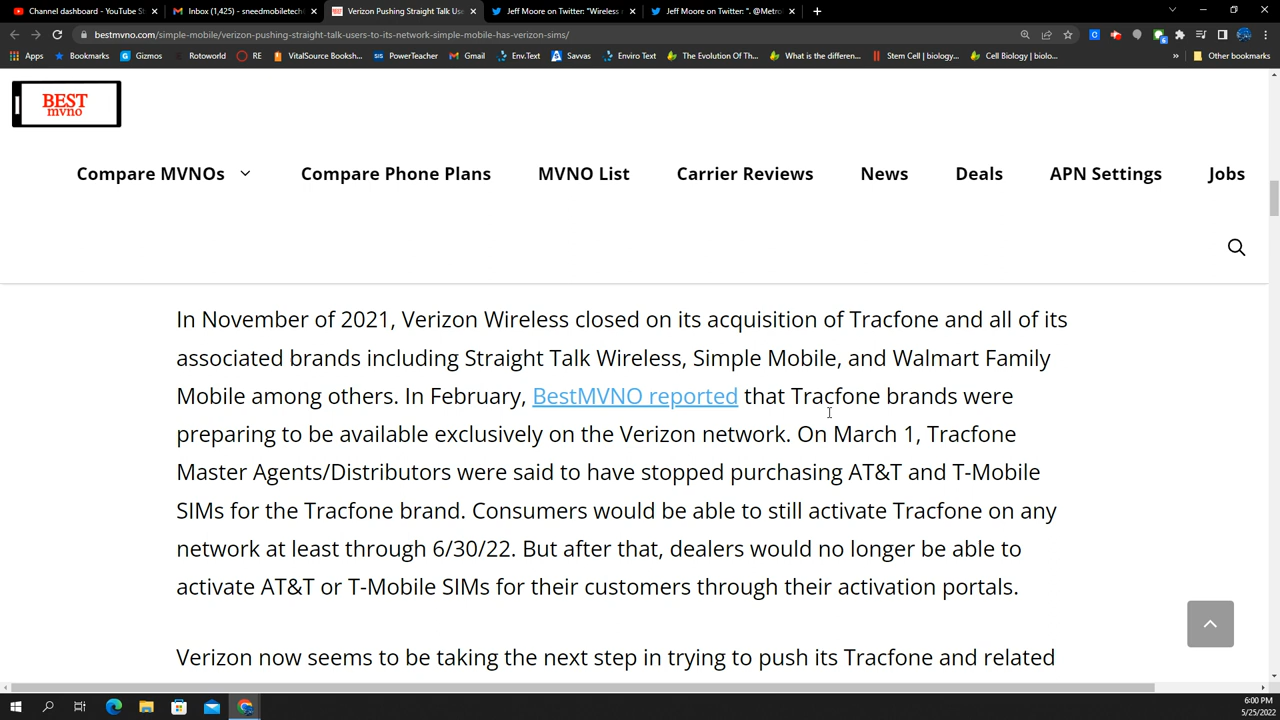 Channel dashboard - YouTube St
Inbox (1,425) - sneedmobiletech
Verizon Pushing Straight Talk Use
Jeff Moore on Twitter: "Wireless
Jeff Moore on Twitter: ". @Metro
bestmvno.com/simple-mobile/verizon-pushing-straight-talk-users-to-its-network-simple-mobile-has-verizon-sims/
Apps
Bookmarks
Gizmos
Rotoworld
RE
VitalSource Booksh...
SIS PowerTeacher
Gmail
Env.Text
Savvas
Enviro Text
The Evolution Of Th...
What is the differen...
Stem Cell | biology...
Cell Biology | biolo...
»
Other bookmarks
BEST
mvno
Compare MVNOs
Compare Phone Plans
MVNO List
Carrier Reviews
News
Deals
APN Settings
Jobs
In November of 2021, Verizon Wireless closed on its acquisition of Tracfone and all of its
associated brands including Straight Talk Wireless, Simple Mobile, and Walmart Family
Mobile among others. In February, BestMVNO reported that Tracfone brands were
preparing to be available exclusively on the Verizon network. On March 1, Tracfone
Master Agents/Distributors were said to have stopped purchasing AT&T and T-Mobile
SIMs for the Tracfone brand. Consumers would be able to still activate Tracfone on any
network at least through 6/30/22. But after that, dealers would no longer be able to
activate AT&T or T-Mobile SIMs for their customers through their activation portals.
Verizon now seems to be taking the next step in trying to push its Tracfone and related
6:00 PM
5/25/2022